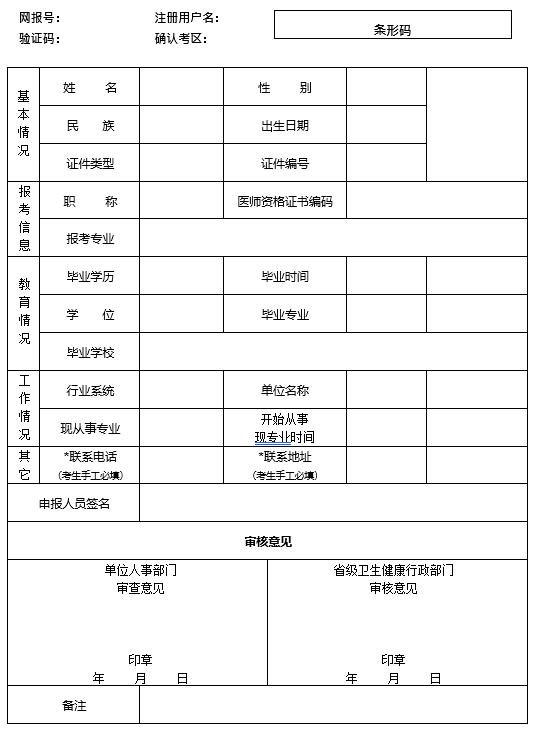 网报号： 注册用户名：
验证码： 确认考区：
条形码
基本情况
姓 名 性 别
民 族 出生日期
证件类型 证件编号
报考信息
职 称 医师资格证书编码
报考专业
教育情况
毕业学历 毕业时间
学 位 毕业专业
毕业学校
工作情况
行业系统 单位名称
现从事专业 开始从事
现专业时间
其它
*联系电话 *联系地址
（考生手工必填） （考生手工必填）
申报人员签名
审核意见
单位人事部门 省级卫生健康行政部门
审查意见 审核意见
印章 印章
年 月 日 年 月 日
备注